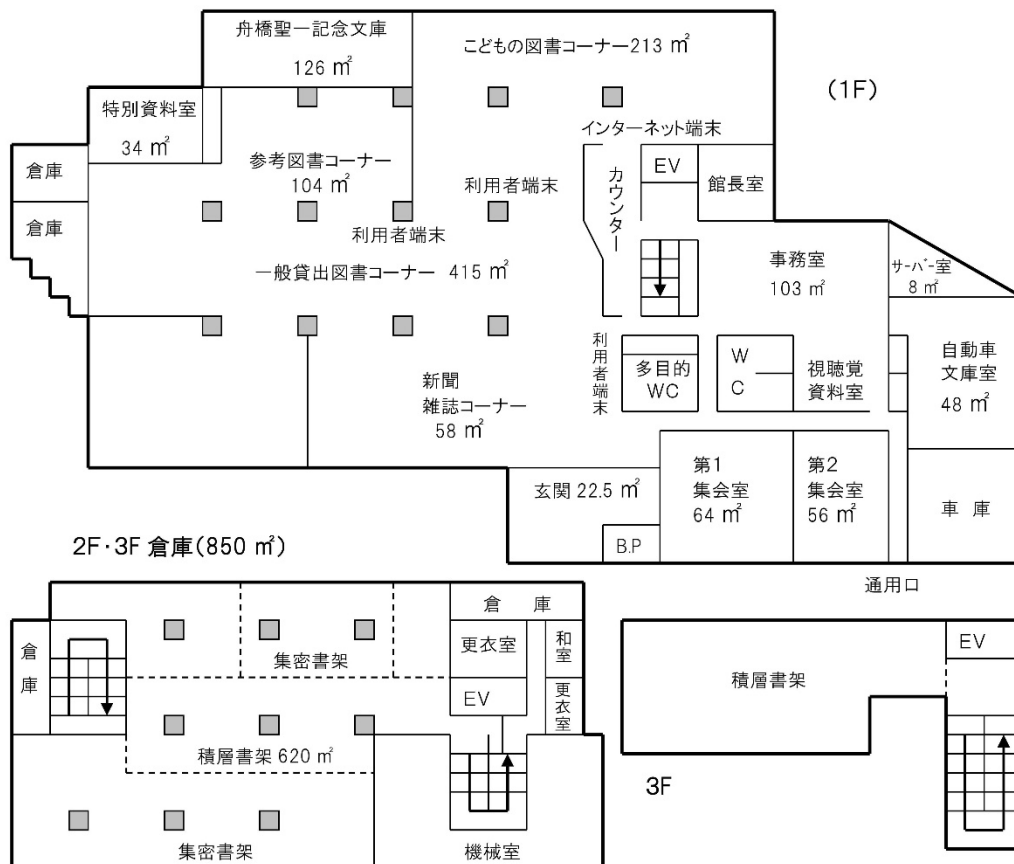 舟橋聖一記念文庫
126 ㎡
こどもの図書コーナー213 ㎡
(1F)
特別資料室
34 ㎡
インターネット端末
倉庫
参考図書コーナー
104 ㎡
利用者端末
カウンター
EV
館長室
倉庫
利用者端末
一般貸出図書コーナー 415 ㎡
事務室
103 ㎡
サーバー室
8 ㎡
新聞
雑誌コーナー
58 ㎡
利用者端末
多目的
WC
WC
視聴覚
資料室
自動車
文庫室
48 ㎡
玄関 22.5 ㎡
B.P
第1
集会室
64 ㎡
第2
集会室
56 ㎡
車 庫
通用口
2F・3F 倉庫(850 ㎡)
倉 庫
倉庫
集密書架
更衣室
和室
EV
更衣室
積層書架 620 ㎡
集密書架
機械室
積層書架
EV
3F